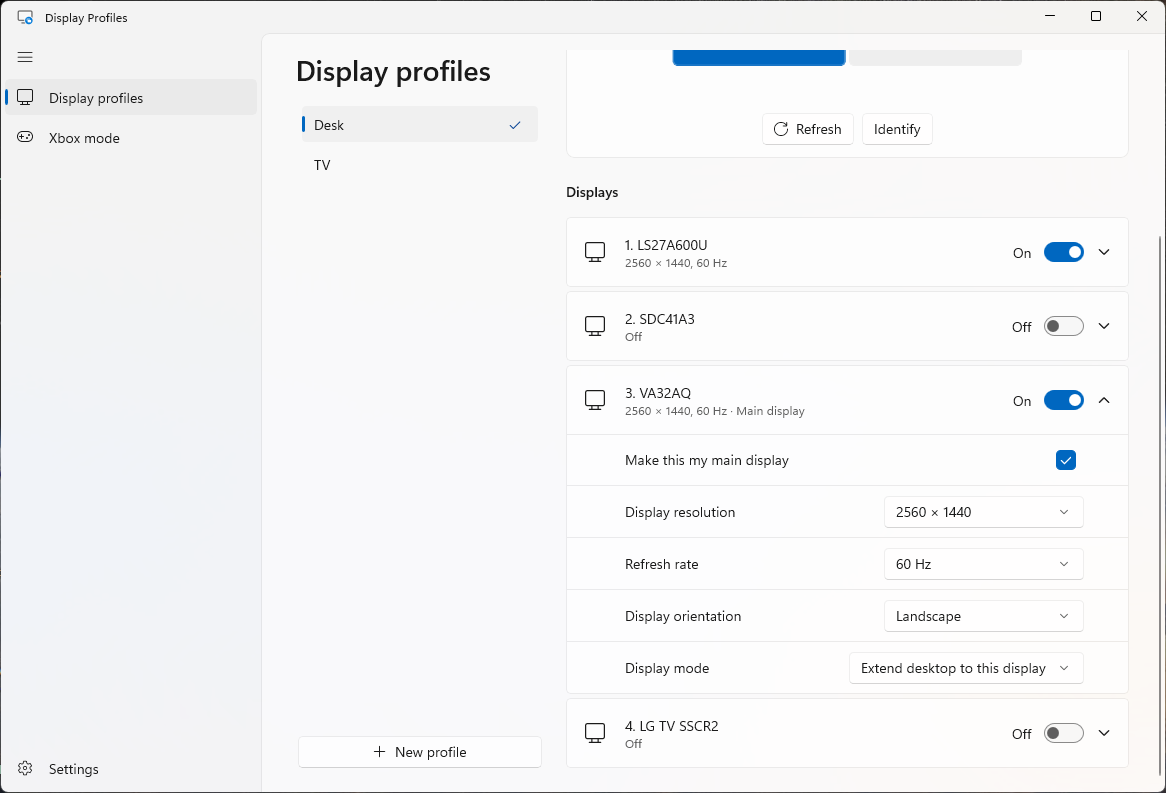 Display Profiles
Display profiles
Xbox mode
Settings
Display profiles
Desk
TV
New profile
Refresh
Identify
Displays
1. LS27A600U
2560 × 1440, 60 Hz
On
2. SDC41A3
Off
Off
3. VA32AQ
2560 × 1440, 60 Hz · Main display
On
Make this my main display
Display resolution
2560 × 1440
Refresh rate
60 Hz
Display orientation
Landscape
Display mode
Extend desktop to this display
4. LG TV SSCR2
Off
Off